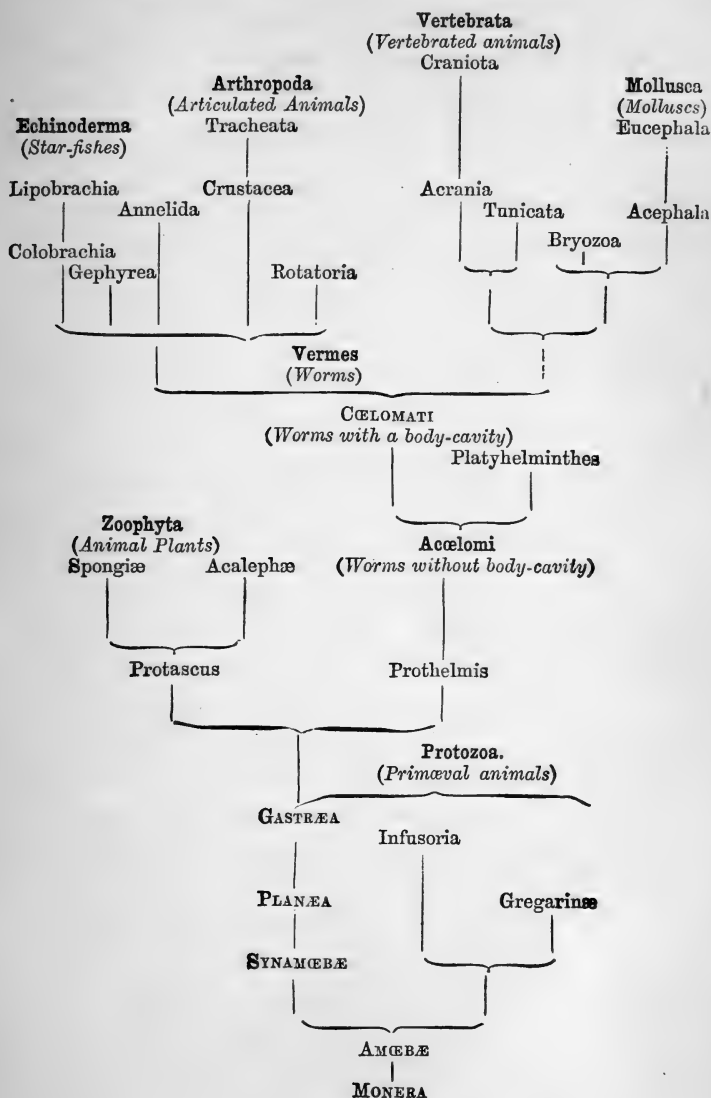 Vertebrata
(Vertebrated animals)
Craniota
Arthropoda
(Articulated Animals)
Tracheata
Mollusca
(Molluscs)
Eucephala
Echinoderma
(Star-fishes)
Lipobrachia
Crustacea
Acrania
Annelida
Tunicata
Acephala
Bryozoa
Colobrachia
Gephyrea
Rotatoria
Vermes
(Worms)
CŒLOMATI
(Worms with a body-cavity)
Platyhelminthes
Zoophyta
(Animal Plants)
Spongiæ Acalephæ
Acœlomi
(Worms without body-cavity)
Protascus Prothelmis
Protozoa.
(Primæval animals)
GASTRÆA
Infusoria
PLANÆA
Gregarinæ
SYNAMŒBÆ
AMŒBÆ
MONERA